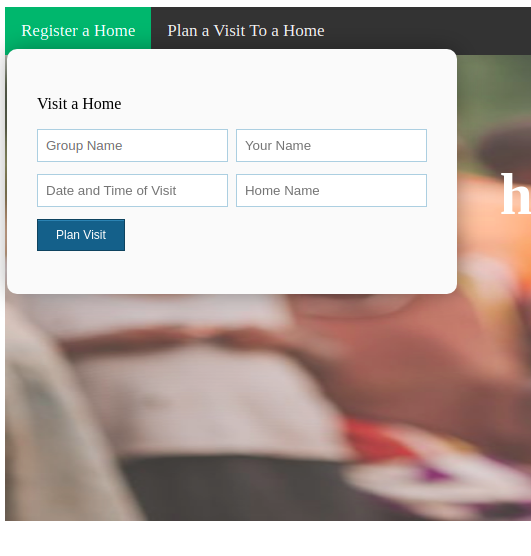 Register a Home Plan a Visit To a Home
Visit a Home
Group Name Your Name
Date and Time of Visit Home Name
Plan Visit
h